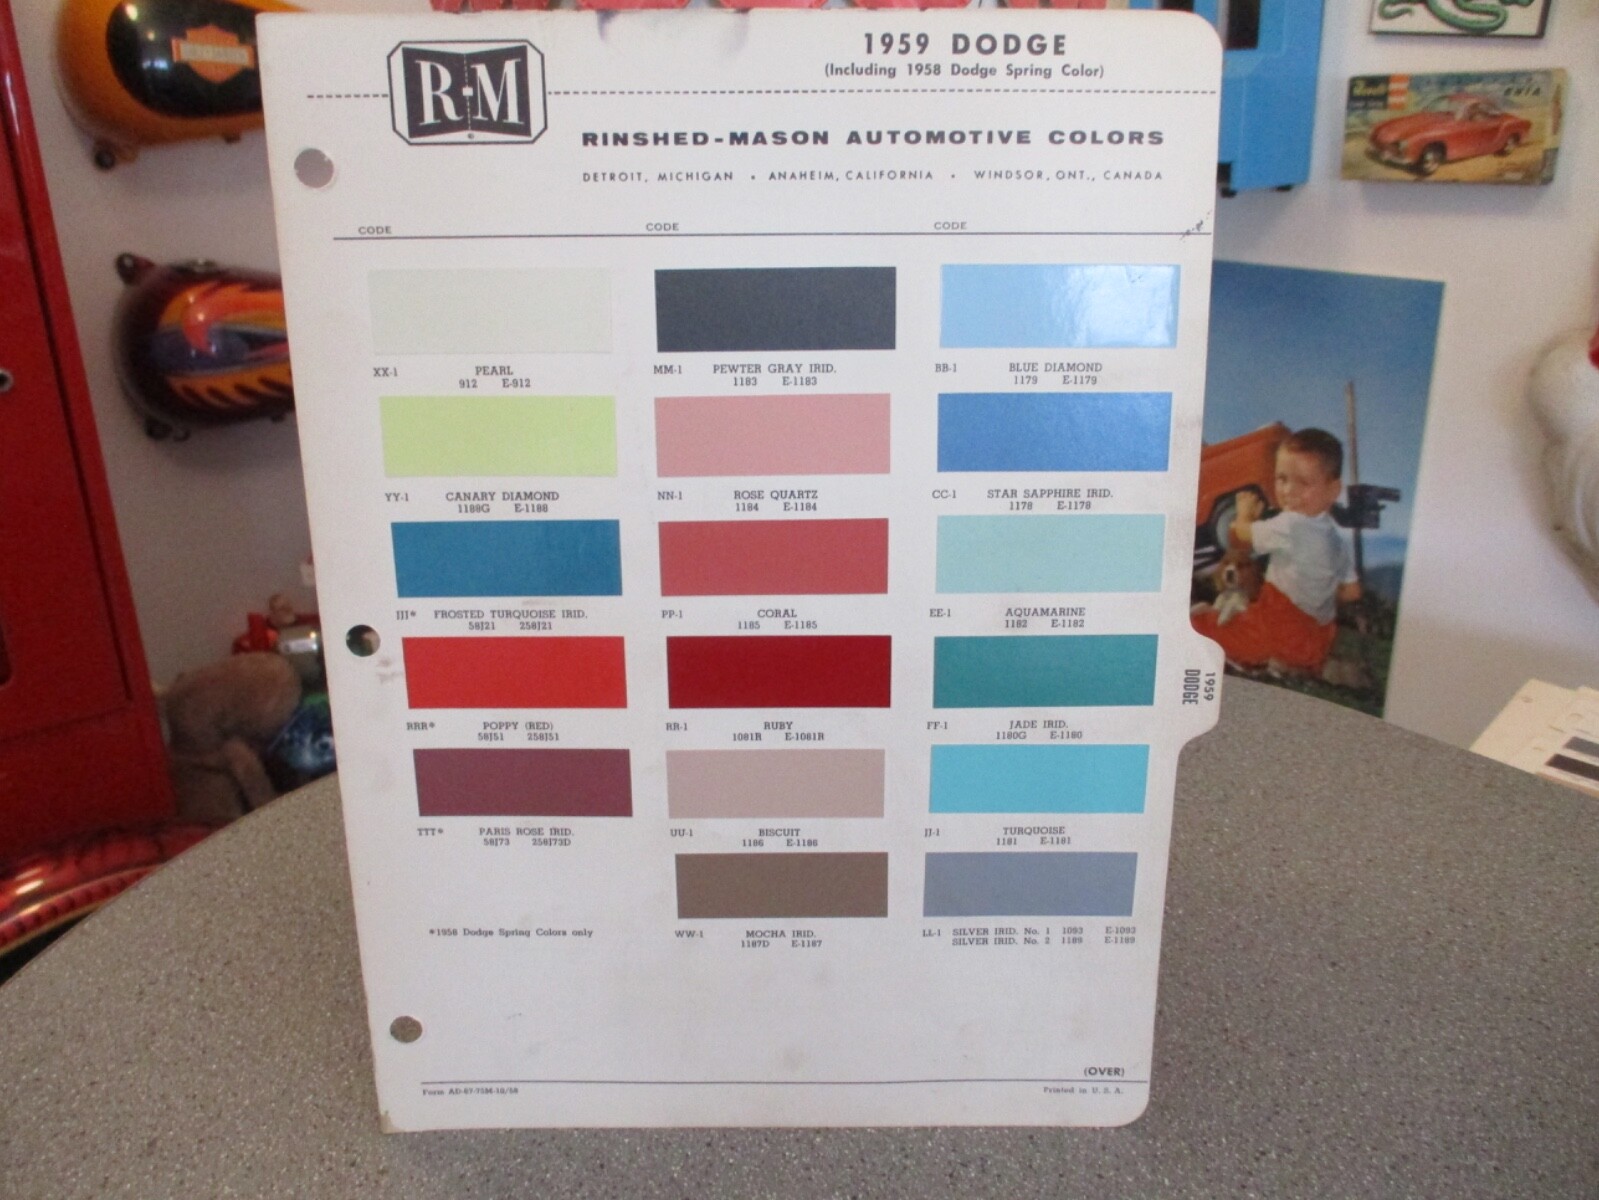 R-M
1959 DODGE
(Including 1958 Dodge Spring Color)
RINSHED-MASON AUTOMOTIVE COLORS
DETROIT, MICHIGAN • ANAHEIM, CALIFORNIA • WINDSOR, ONT., CANADA
CODE CODE CODE
XX-1 PEARL
912 E-912
MM-1 PEWTER GRAY IRID.
1183 E-1183
BB-1 BLUE DIAMOND
1179 E-1179
YY-1 CANARY DIAMOND
1188G E-1188
NN-1 ROSE QUARTZ
1184 E-1184
CC-1 STAR SAPPHIRE IRID.
1178 E-1178
JJJ* FROSTED TURQUOISE IRID.
58J21 258J21
PP-1 CORAL
1185 E-1185
EE-1 AQUAMARINE
1182 E-1182
RRR* POPPY (RED)
58J51 258J51
RR-1 RUBY
1081R E-1081R
FF-1 JADE IRID.
1180G E-1180
TTT* PARIS ROSE IRID.
58J73 258J73D
UU-1 BISCUIT
1186 E-1186
JJ-1 TURQUOISE
1181 E-1181
WW-1 MOCHA IRID.
1187D E-1187
LL-1 SILVER IRID. No. 1 1093 E-1093
SILVER IRID. No. 2 1189 E-1189
*1958 Dodge Spring Colors only
1959
DODGE
(OVER)
Printed in U. S. A.
Revell